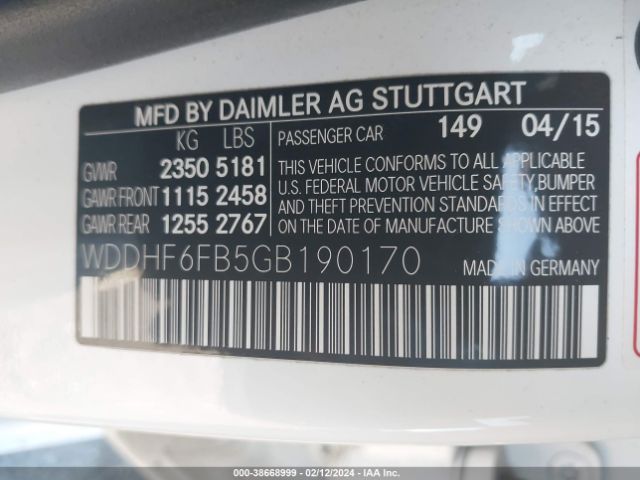 MFD BY DAIMLER AG STUTTGART
KG LBS
GVWR 2350 5181
GAWR FRONT 1115 2458
GAWR REAR 1255 2767
PASSENGER CAR 149 04/15
THIS VEHICLE CONFORMS TO ALL APPLICABLE
U.S. FEDERAL MOTOR VEHICLE SAFETY,BUMPER
AND THEFT PREVENTION STANDARDS IN EFFECT
ON THE DATE OF MANUFACTURE SHOWN ABOVE
WDDHF6FB5GB190170 MADE IN GERMANY
000-38668999 - 02/12/2024 - IAA Inc.